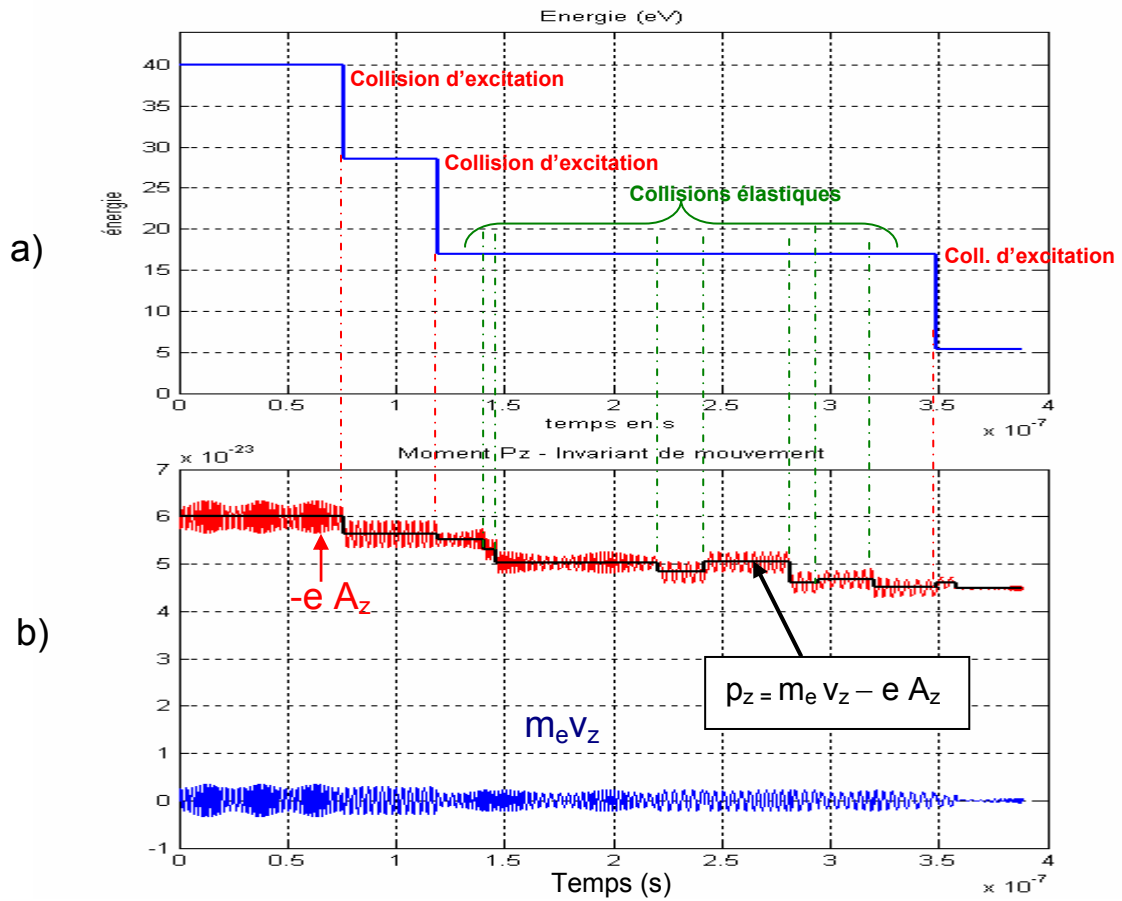 Energie (eV)
40
35
30
25
20
15
10
5
0
énergie
a)
Collision d'excitation
Collision d'excitation
Collisions élastiques
Coll. d'excitation
0 0.5 1 1.5 2 2.5 3 3.5 4
temps en s
x 10⁻⁷
x 10⁻²³
Moment Pz - Invariant de mouvement
7
6
5
4
3
2
1
0
-1
b)
-e Az
pz = me vz – e Az
mevz
0 0.5 1 1.5 2 2.5 3 3.5 4
Temps (s)
x 10⁻⁷